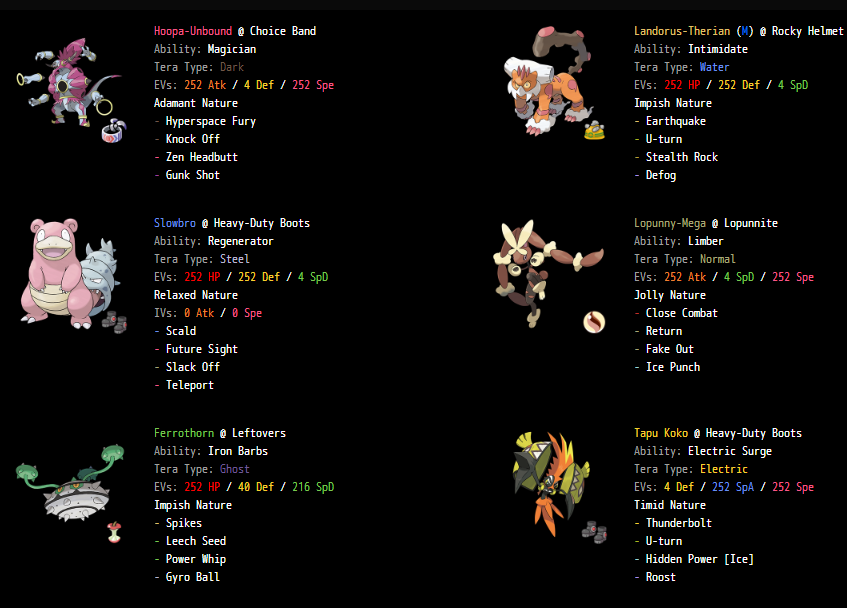 Hoopa-Unbound @ Choice Band
Ability: Magician
Tera Type: Dark
EVs: 252 Atk / 4 Def / 252 Spe
Adamant Nature
- Hyperspace Fury
- Knock Off
- Zen Headbutt
- Gunk Shot
Landorus-Therian (M) @ Rocky Helmet
Ability: Intimidate
Tera Type: Water
EVs: 252 HP / 252 Def / 4 SpD
Impish Nature
- Earthquake
- U-turn
- Stealth Rock
- Defog
Slowbro @ Heavy-Duty Boots
Ability: Regenerator
Tera Type: Steel
EVs: 252 HP / 252 Def / 4 SpD
Relaxed Nature
IVs: 0 Atk / 0 Spe
- Scald
- Future Sight
- Slack Off
- Teleport
Lopunny-Mega @ Lopunnite
Ability: Limber
Tera Type: Normal
EVs: 252 Atk / 4 SpD / 252 Spe
Jolly Nature
- Close Combat
- Return
- Fake Out
- Ice Punch
Ferrothorn @ Leftovers
Ability: Iron Barbs
Tera Type: Ghost
EVs: 252 HP / 40 Def / 216 SpD
Impish Nature
- Spikes
- Leech Seed
- Power Whip
- Gyro Ball
Tapu Koko @ Heavy-Duty Boots
Ability: Electric Surge
Tera Type: Electric
EVs: 4 Def / 252 SpA / 252 Spe
Timid Nature
- Thunderbolt
- U-turn
- Hidden Power [Ice]
- Roost